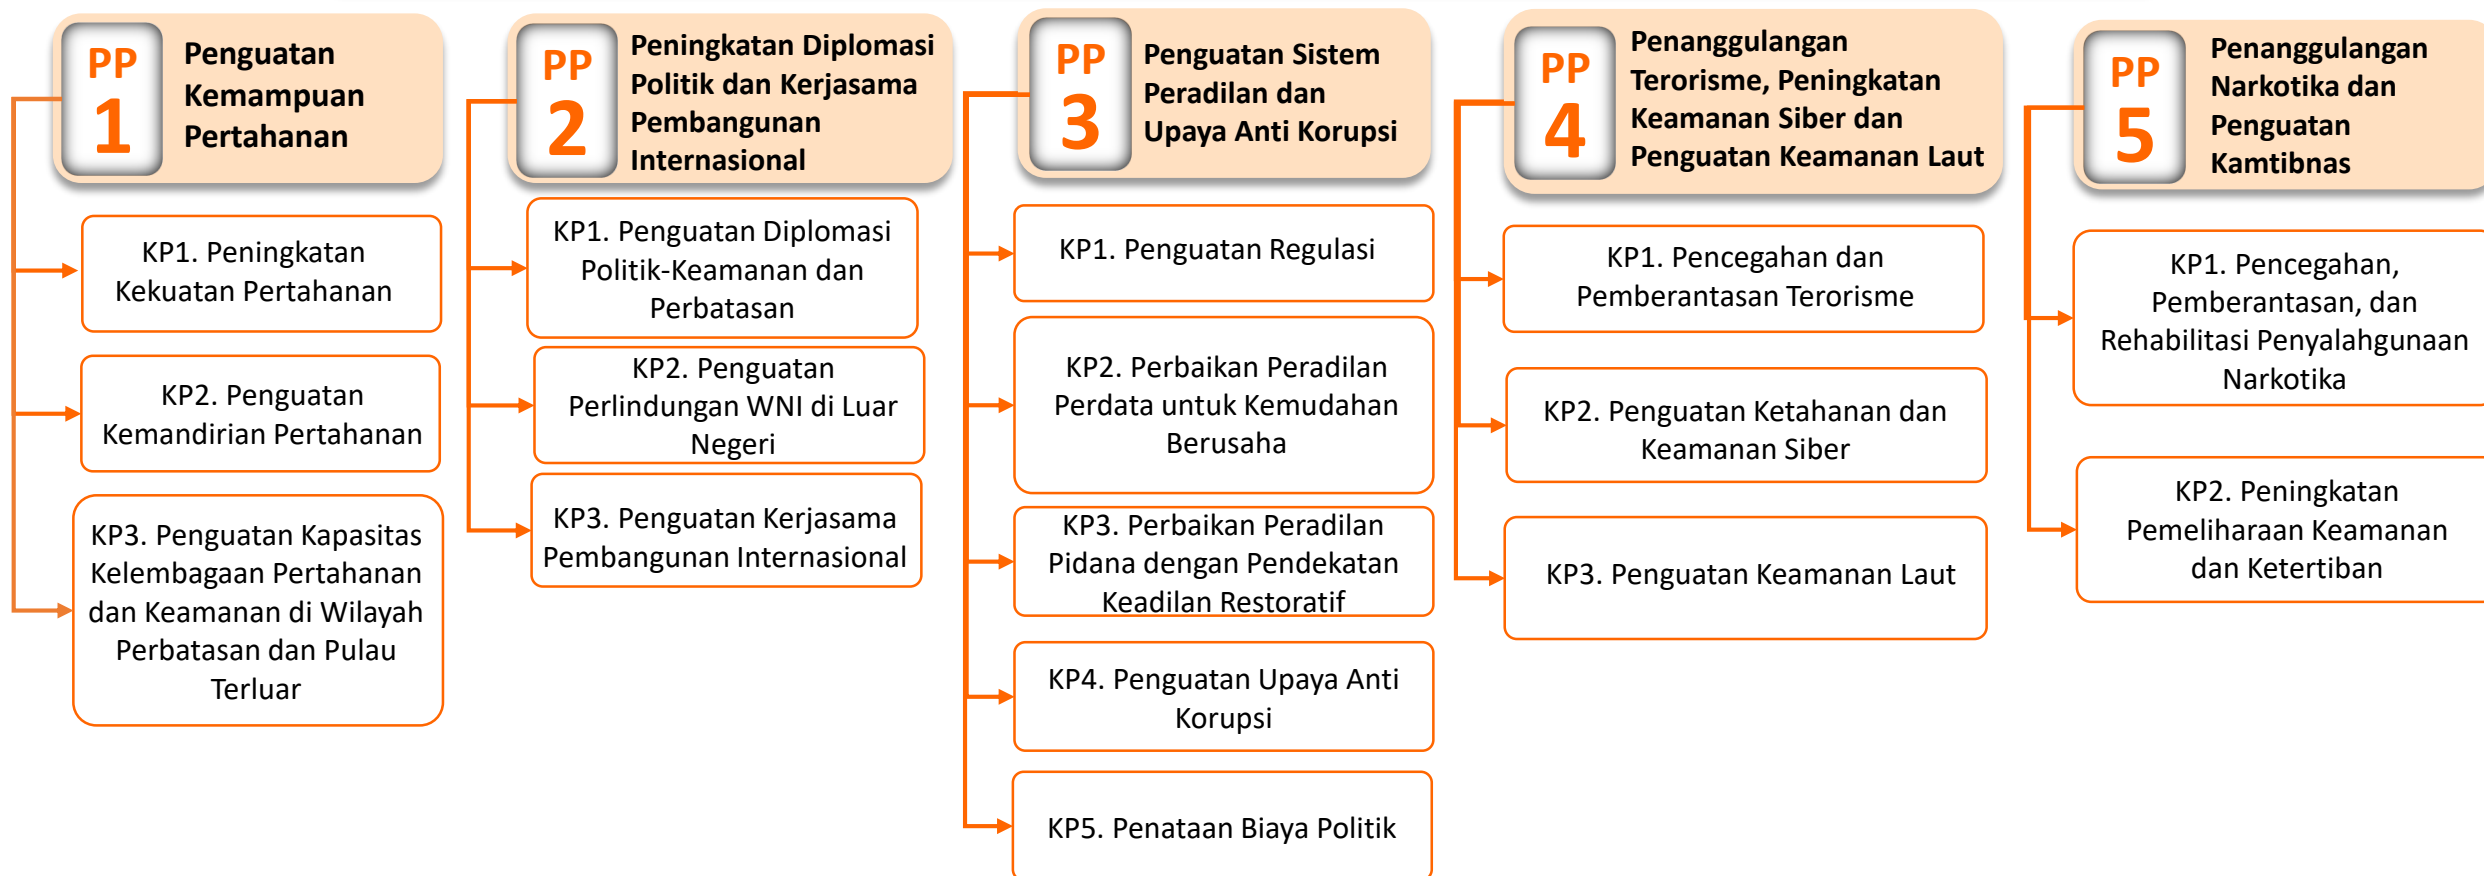 PP
1
Penguatan
Kemampuan
Pertahanan
KP1. Peningkatan
Kekuatan Pertahanan
KP2. Penguatan
Kemandirian Pertahanan
KP3. Penguatan Kapasitas
Kelembagaan Pertahanan
dan Keamanan di Wilayah
Perbatasan dan Pulau
Terluar
PP
2
Peningkatan Diplomasi
Politik dan Kerjasama
Pembangunan
Internasional
KP1. Penguatan Diplomasi
Politik-Keamanan dan
Perbatasan
KP2. Penguatan
Perlindungan WNI di Luar
Negeri
KP3. Penguatan Kerjasama
Pembangunan Internasional
PP
3
Penguatan Sistem
Peradilan dan
Upaya Anti Korupsi
KP1. Penguatan Regulasi
KP2. Perbaikan Peradilan
Perdata untuk Kemudahan
Berusaha
KP3. Perbaikan Peradilan
Pidana dengan Pendekatan
Keadilan Restoratif
KP4. Penguatan Upaya Anti
Korupsi
KP5. Penataan Biaya Politik
PP
4
Penanggulangan
Terorisme, Peningkatan
Keamanan Siber dan
Penguatan Keamanan Laut
KP1. Pencegahan dan
Pemberantasan Terorisme
KP2. Penguatan Ketahanan dan
Keamanan Siber
KP3. Penguatan Keamanan Laut
PP
5
Penanggulangan
Narkotika dan
Penguatan
Kamtibnas
KP1. Pencegahan,
Pemberantasan, dan
Rehabilitasi Penyalahgunaan
Narkotika
KP2. Peningkatan
Pemeliharaan Keamanan
dan Ketertiban